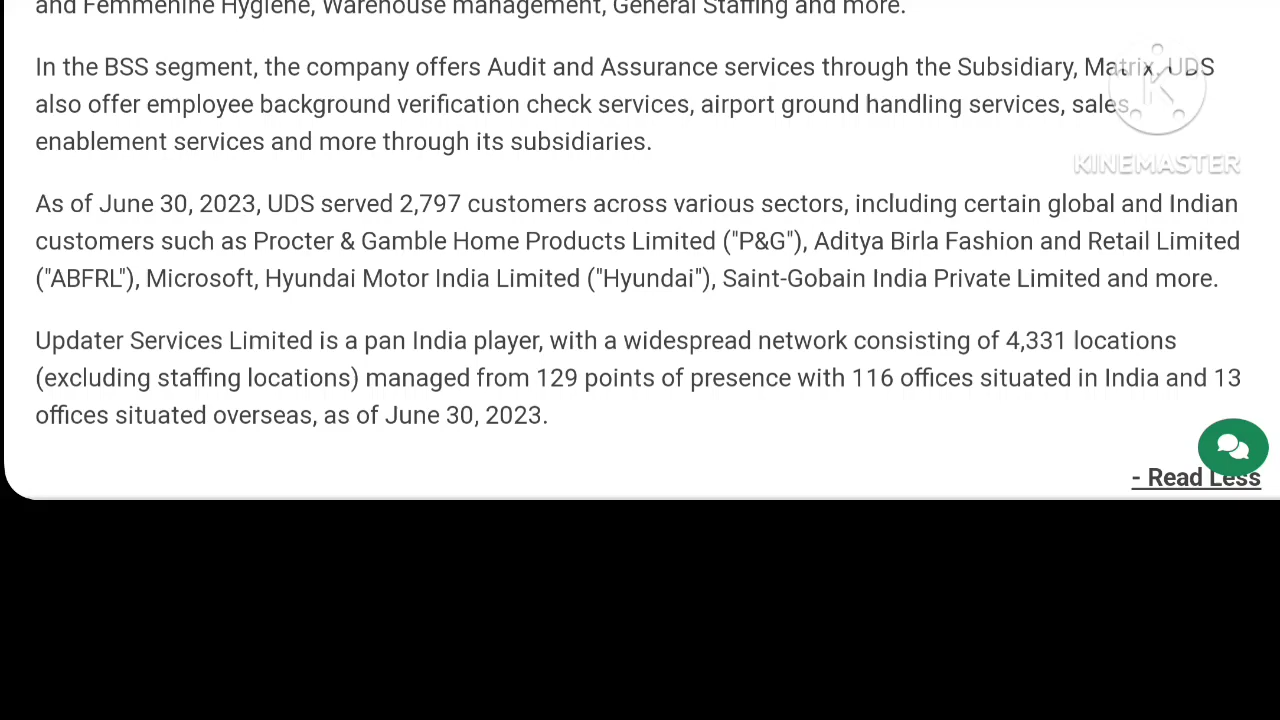 and Femmenine Hygiene, Warehouse management, General Staffing and more.
In the BSS segment, the company offers Audit and Assurance services through the Subsidiary, Matrix, UDS
also offer employee background verification check services, airport ground handling services, sales
enablement services and more through its subsidiaries.
KINEMASTER
As of June 30, 2023, UDS served 2,797 customers across various sectors, including certain global and Indian
customers such as Procter & Gamble Home Products Limited ("P&G"), Aditya Birla Fashion and Retail Limited
("ABFRL"), Microsoft, Hyundai Motor India Limited ("Hyundai"), Saint-Gobain India Private Limited and more.
Updater Services Limited is a pan India player, with a widespread network consisting of 4,331 locations
(excluding staffing locations) managed from 129 points of presence with 116 offices situated in India and 13
offices situated overseas, as of June 30, 2023.
- Read Less